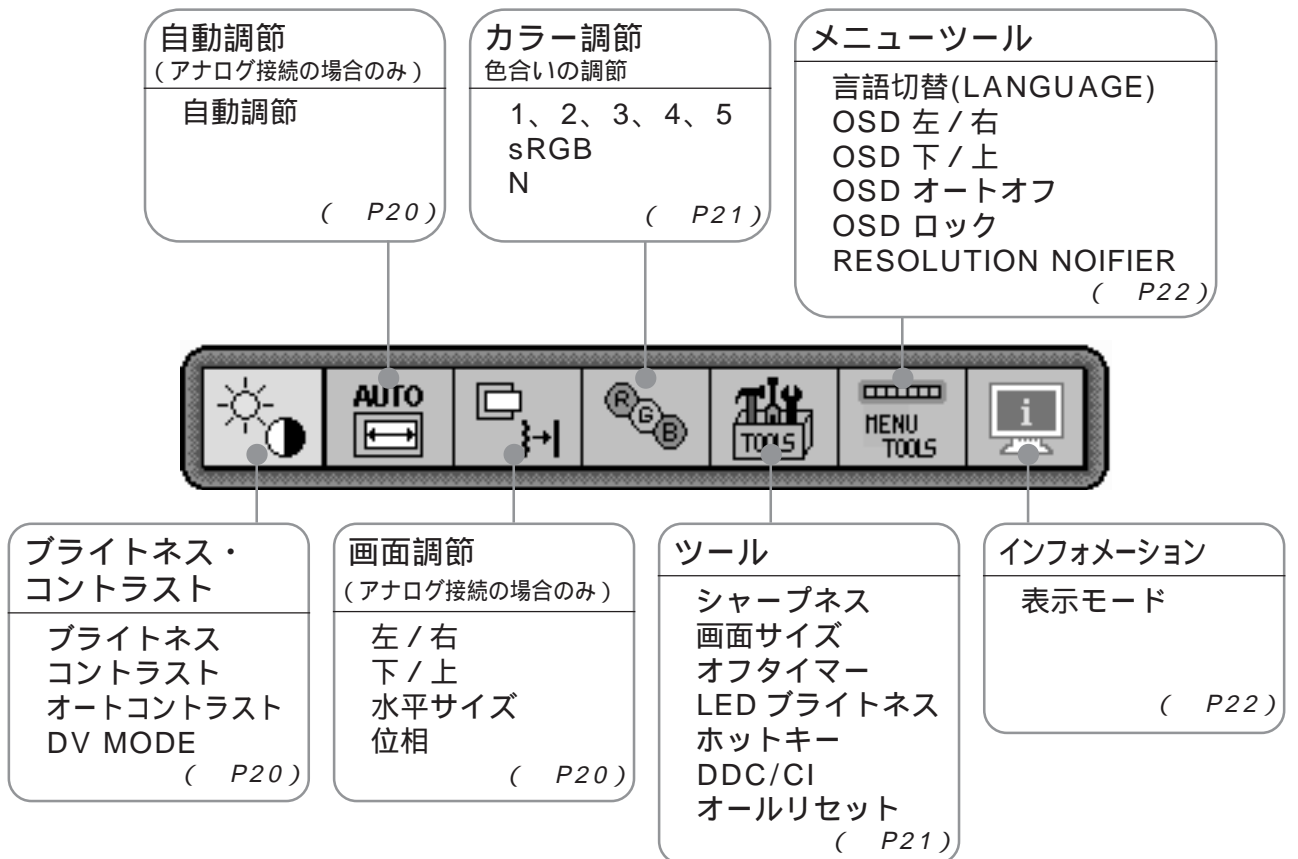 自動調節
(アナログ接続の場合のみ)
自動調節
( P20)
カラー調節
色合いの調節
1、2、3、4、5
sRGB
N
( P21)
メニューツール
言語切替(LANGUAGE)
OSD 左 / 右
OSD 下 / 上
OSD オートオフ
OSD ロック
RESOLUTION NOIFIER
( P22)
AUTO
R
G
B
TOOLS
MENU
TOOLS
i
ブライトネス・
コントラスト
ブライトネス
コントラスト
オートコントラスト
DV MODE
( P20)
画面調節
(アナログ接続の場合のみ)
左 / 右
下 / 上
水平サイズ
位相
( P20)
ツール
シャープネス
画面サイズ
オフタイマー
LED ブライトネス
ホットキー
DDC/CI
オールリセット
( P21)
インフォメーション
表示モード
( P22)